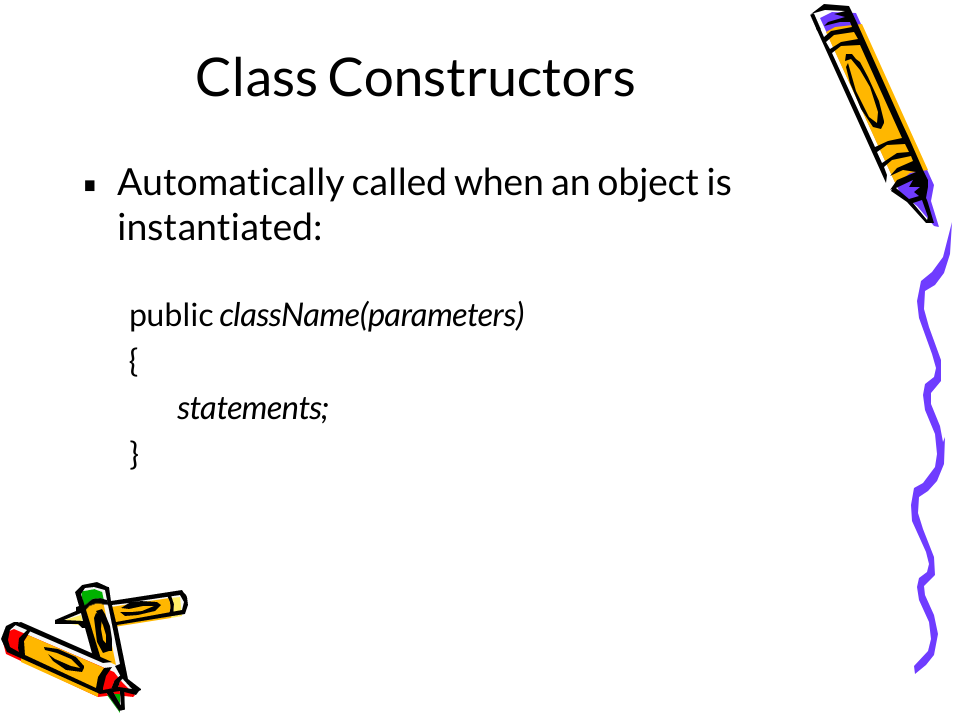 Class Constructors
▪ Automatically called when an object is
instantiated:
public className(parameters)
{
statements;
}